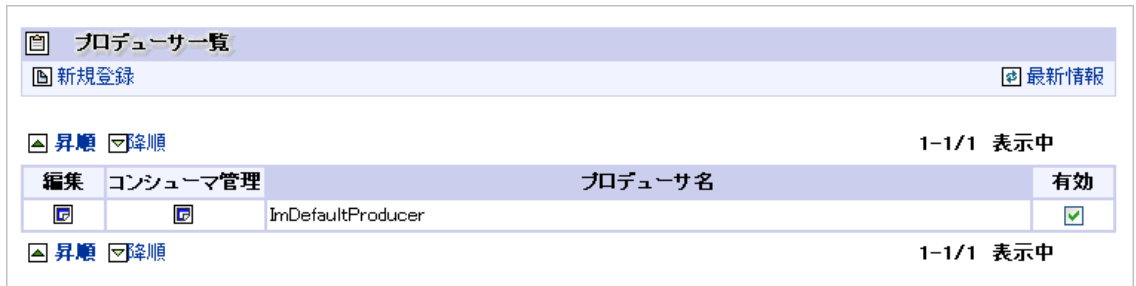 プロデューサ一覧
新規登録 最新情報
昇順 降順 1-1/1 表示中
編集 コンシューマ管理 プロデューサ名 有効
ImDefaultProducer
昇順 降順 1-1/1 表示中